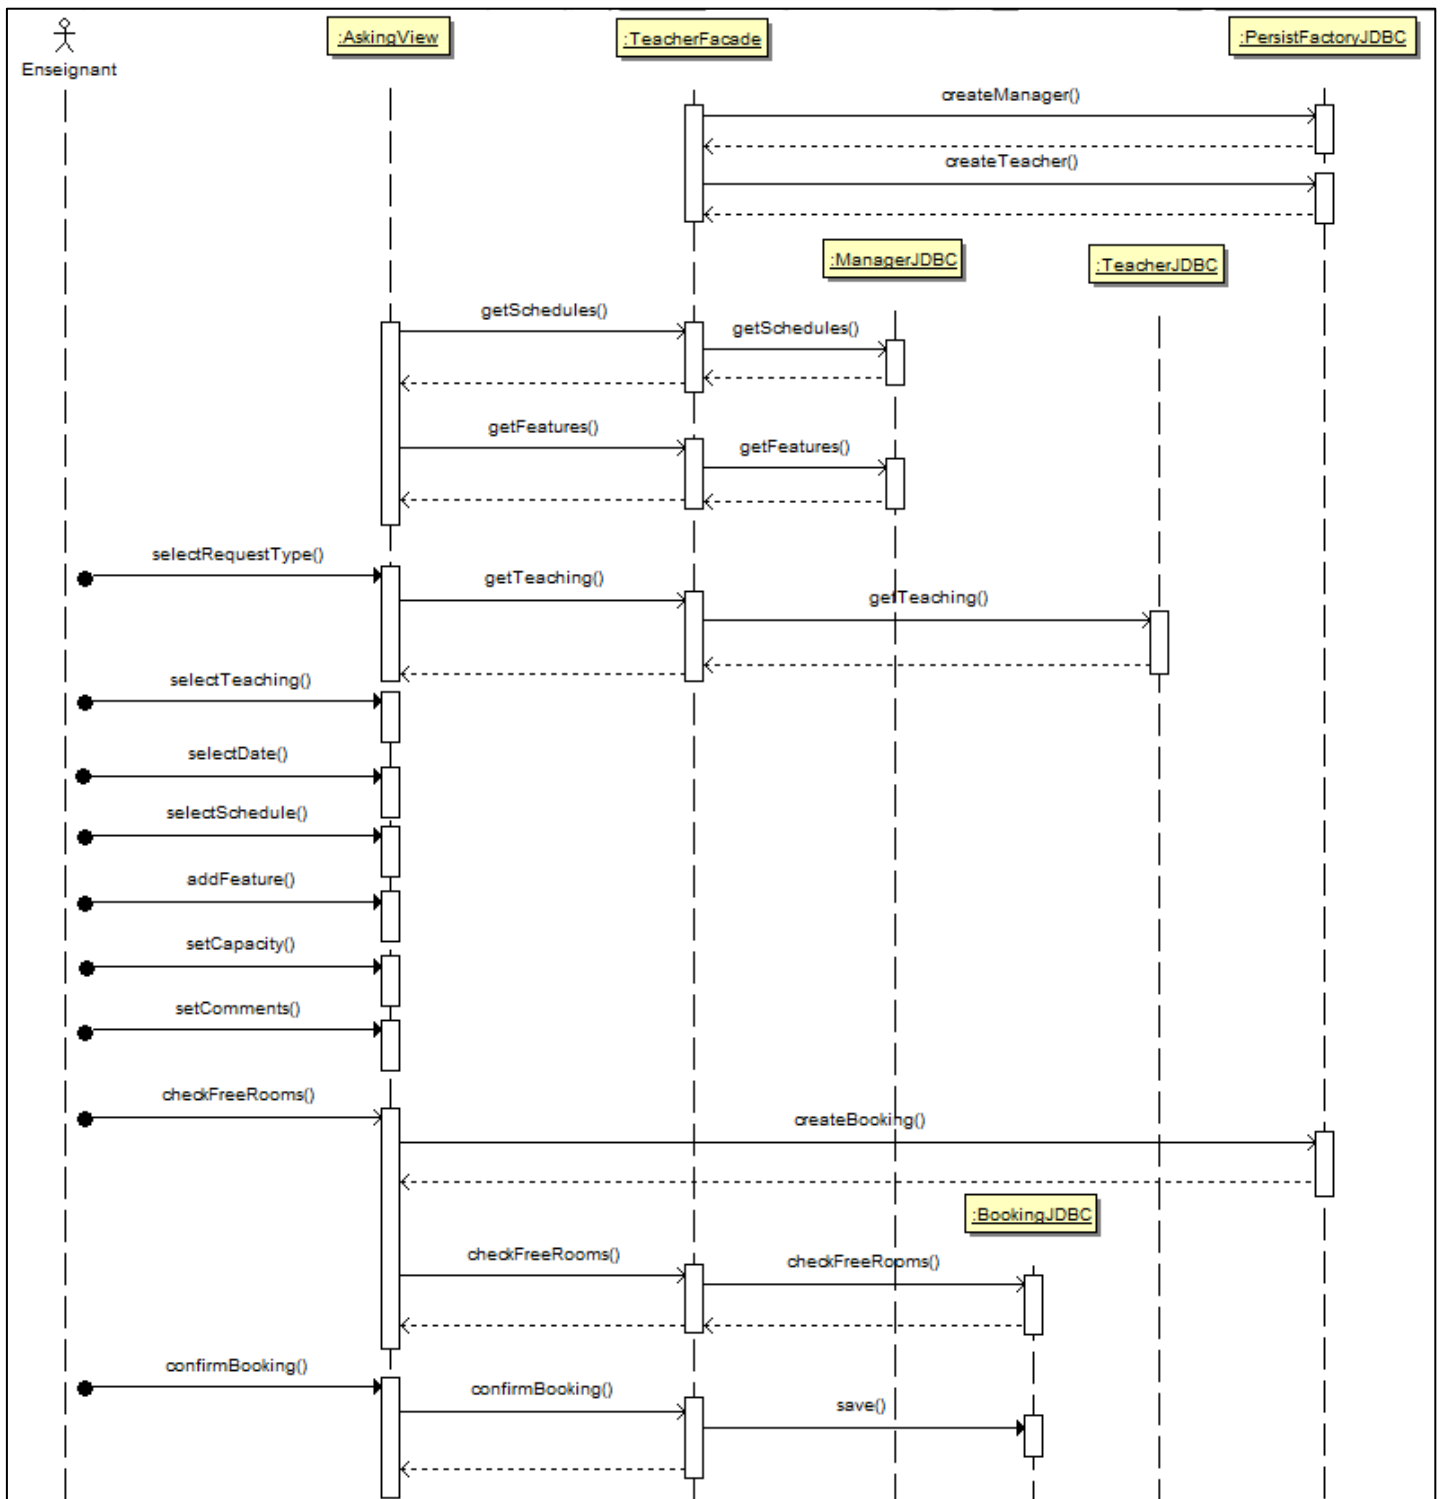 :AskingView
:TeacherFacade
:PersistFactoryJDBC
Enseignant
createManager()
createTeacher()
:ManagerJDBC
:TeacherJDBC
getSchedules()
getSchedules()
getFeatures()
getFeatures()
selectRequestType()
getTeaching()
getTeaching()
selectTeaching()
selectDate()
selectSchedule()
addFeature()
setCapacity()
setComments()
checkFreeRooms()
createBooking()
:BookingJDBC
checkFreeRooms()
checkFreeRooms()
confirmBooking()
confirmBooking()
save()